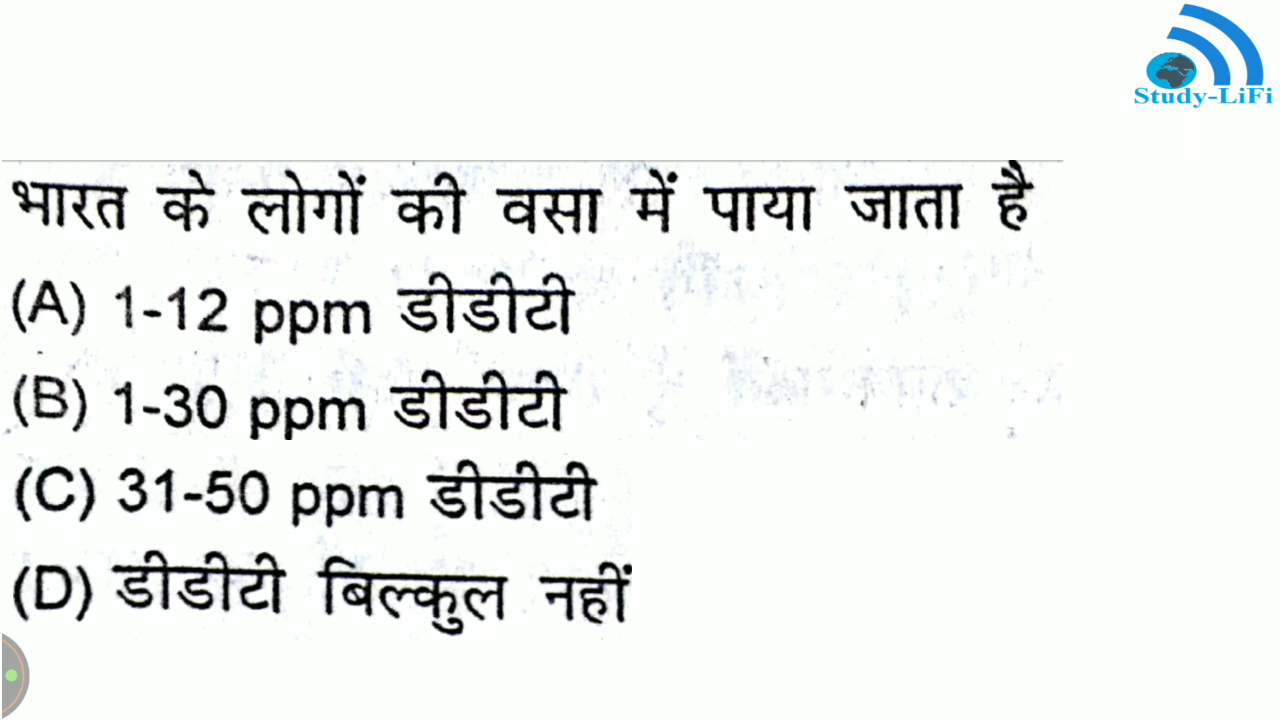 Study-LiFi
भारत के लोगों की वसा में पाया जाता है
(A) 1-12 ppm डीडीटी
(B) 1-30 ppm डीडीटी
(C) 31-50 ppm डीडीटी
(D) डीडीटी बिल्कुल नहीं